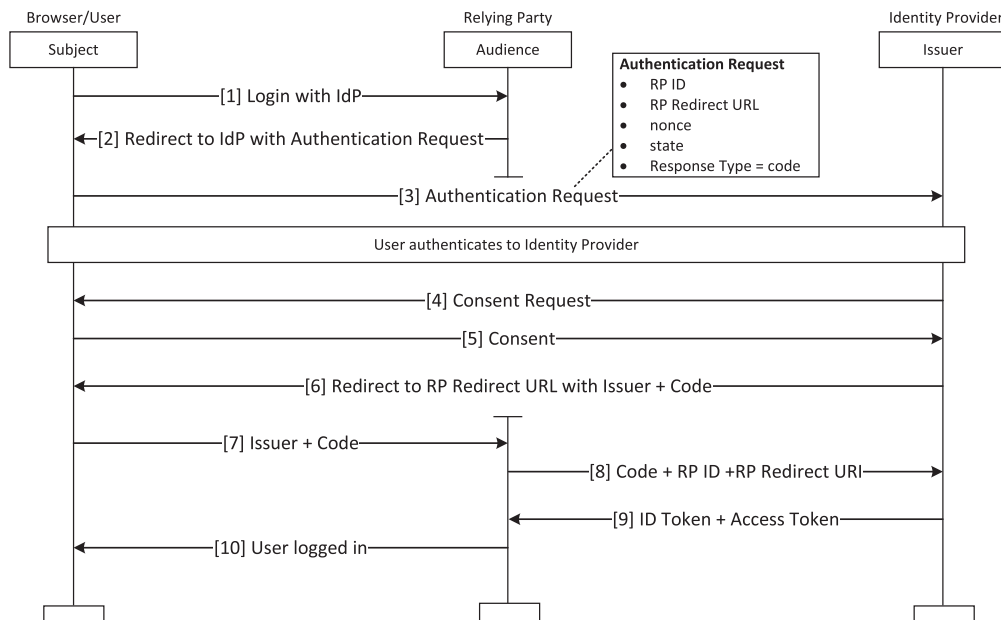 Browser/User
Relying Party
Identity Provider
Subject
Audience
Issuer
Authentication Request
● RP ID
● RP Redirect URL
● nonce
● state
● Response Type = code
[1] Login with IdP
[2] Redirect to IdP with Authentication Request
[3] Authentication Request
User authenticates to Identity Provider
[4] Consent Request
[5] Consent
[6] Redirect to RP Redirect URL with Issuer + Code
[7] Issuer + Code
[8] Code + RP ID +RP Redirect URI
[9] ID Token + Access Token
[10] User logged in